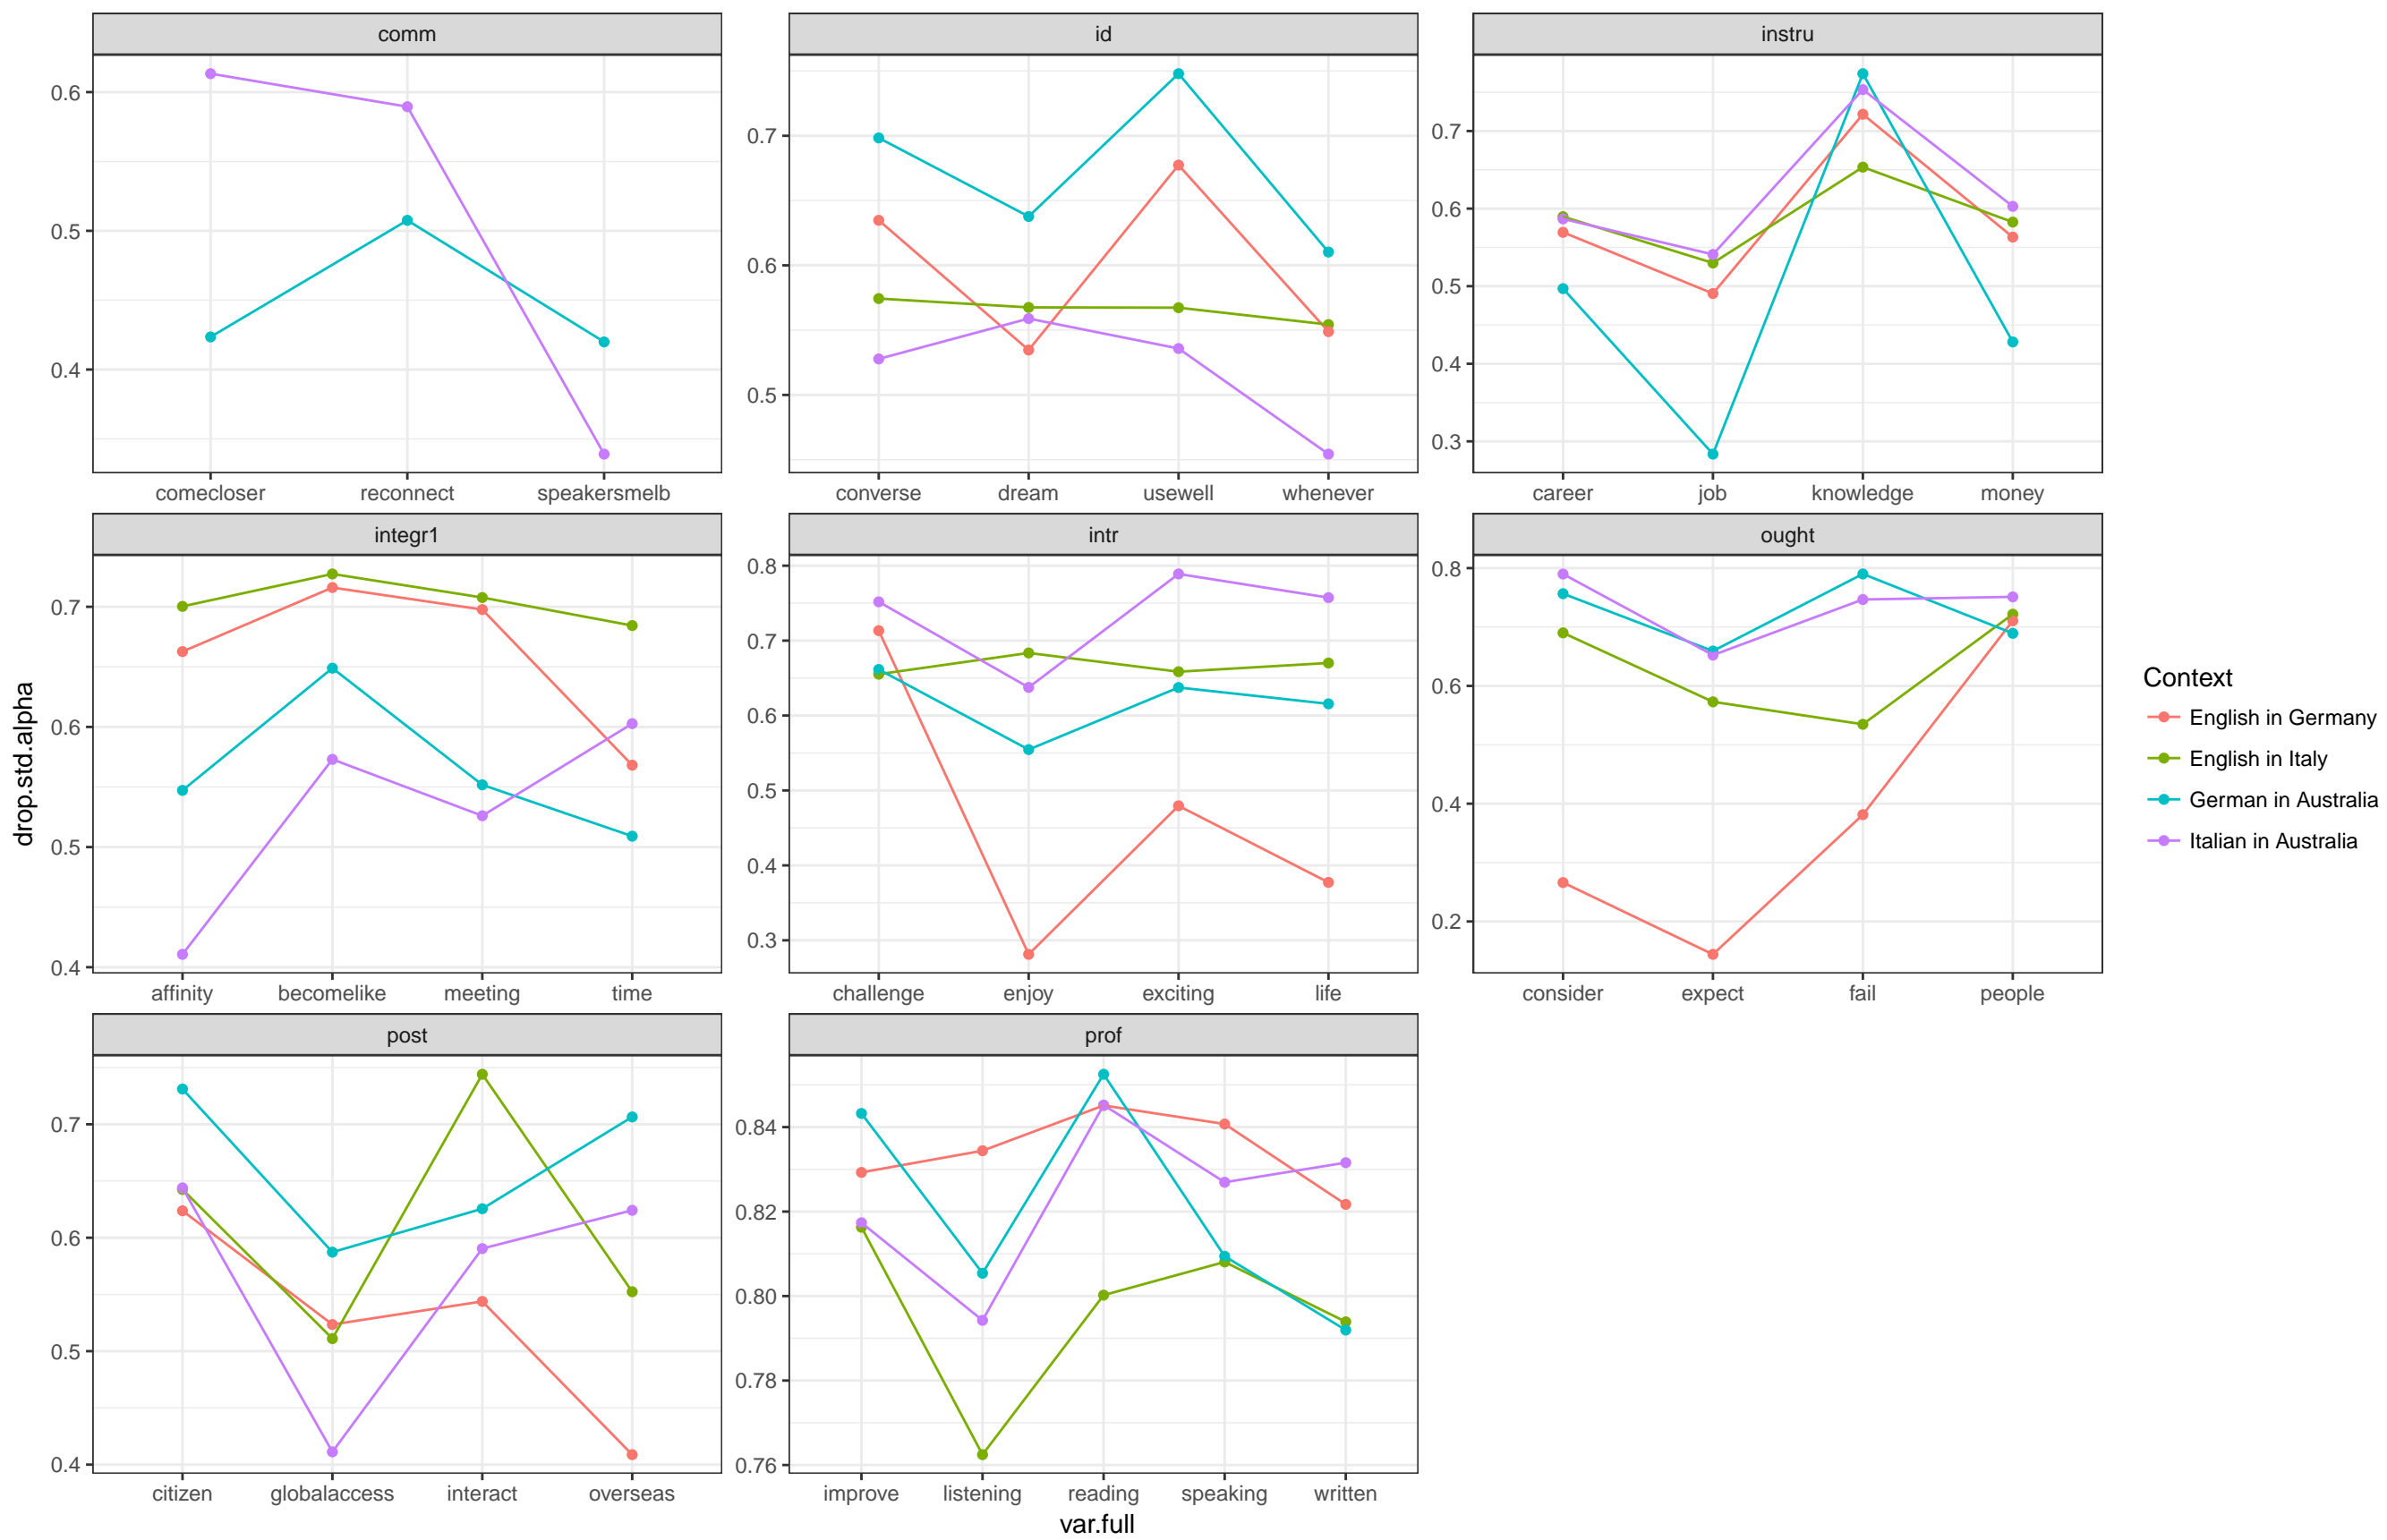 comm
id
instru
0.6
0.5
0.4
0.7
0.6
0.5
0.7
0.6
0.5
0.4
0.3
comecloser reconnect speakersmelb
converse dream usewell whenever
career job knowledge money
integr1
intr
ought
0.7
0.6
0.5
0.4
0.8
0.7
0.6
0.5
0.4
0.3
0.8
0.6
0.4
0.2
affinity becomelike meeting time
challenge enjoy exciting life
consider expect fail people
post
prof
0.7
0.6
0.5
0.4
0.84
0.82
0.80
0.78
0.76
citizen globalaccess interact overseas
improve listening reading speaking written
var.full
drop.std.alpha
Context
English in Germany
English in Italy
German in Australia
Italian in Australia